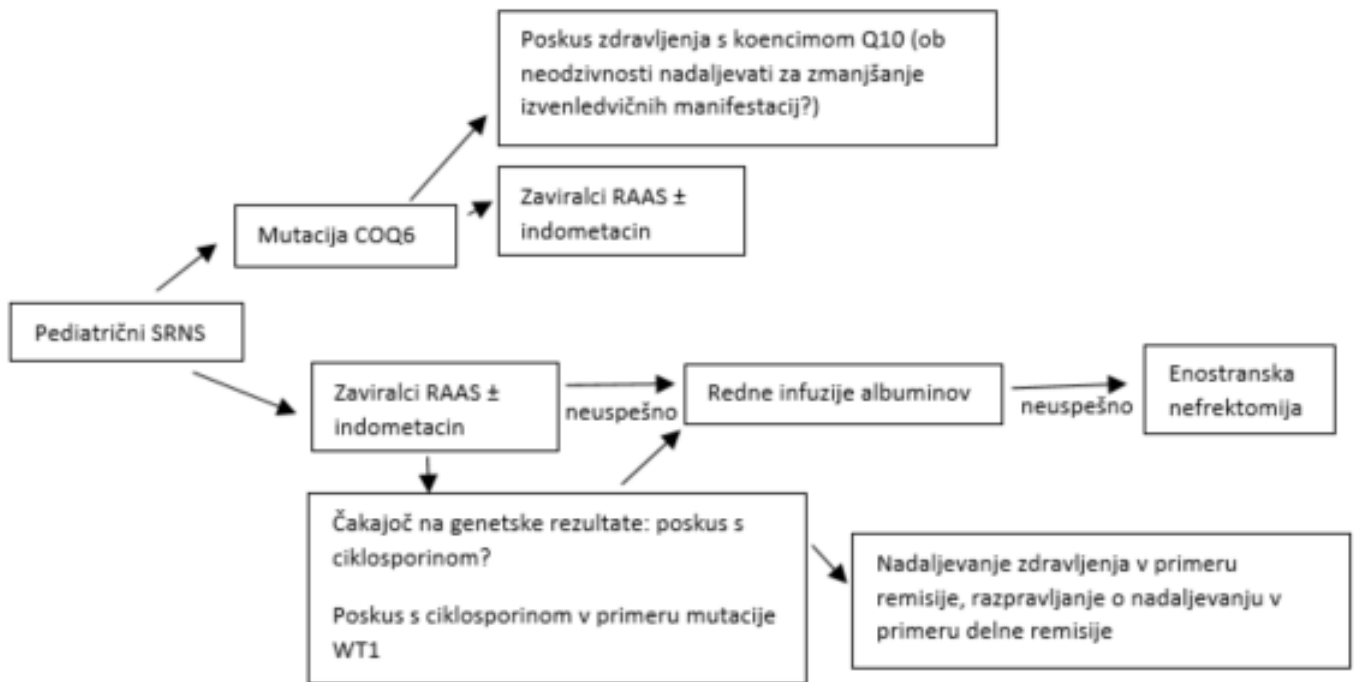 Poskus zdravljenja s koencimom Q10 (ob
neodzivnosti nadaljevati za zmanjšanje
izvenledvičnih manifestacij?)
Zaviralci RAAS ±
indometacin
Mutacija COQ6
Pediatrični SRNS
Zaviralci RAAS ±
indometacin
neuspešno
Redne infuzije albuminov
neuspešno
Enostranska
nefrektomija
Čakajoč na genetske rezultate: poskus s
ciklosporinom?
Poskus s ciklosporinom v primeru mutacije
WT1
Nadaljevanje zdravljenja v primeru
remisije, razpravljanje o nadaljevanju v
primeru delne remisije